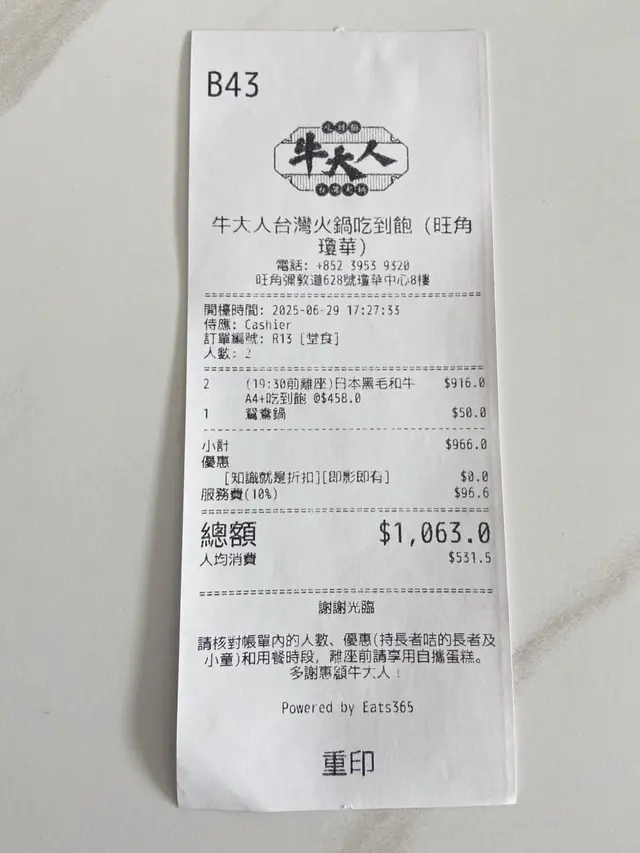 B43
吃到飽
牛大人
台灣火鍋
牛大人台灣火鍋吃到飽 (旺角
瓊華)
電話: +852 3953 9320
旺角彌敦道628號瓊華中心8樓
開檯時間: 2025-06-29 17:27:33
侍應: Cashier
訂單編號: R13 [堂食]
人數: 2
2 (19:30前離座)日本黑毛和牛 $916.0
A4+吃到飽 @$458.0
1 鴛鴦鍋 $50.0
小計 $966.0
優惠
[知識就是折扣][即影即有] $0.0
服務費(10%) $96.6
總額 $1,063.0
人均消費 $531.5
謝謝光臨
請核對帳單內的人數、優惠(持長者咭的長者及
小童)和用餐時段, 離座前請享用自攜蛋糕。
多謝惠顧牛大人!
Powered by Eats365
重印